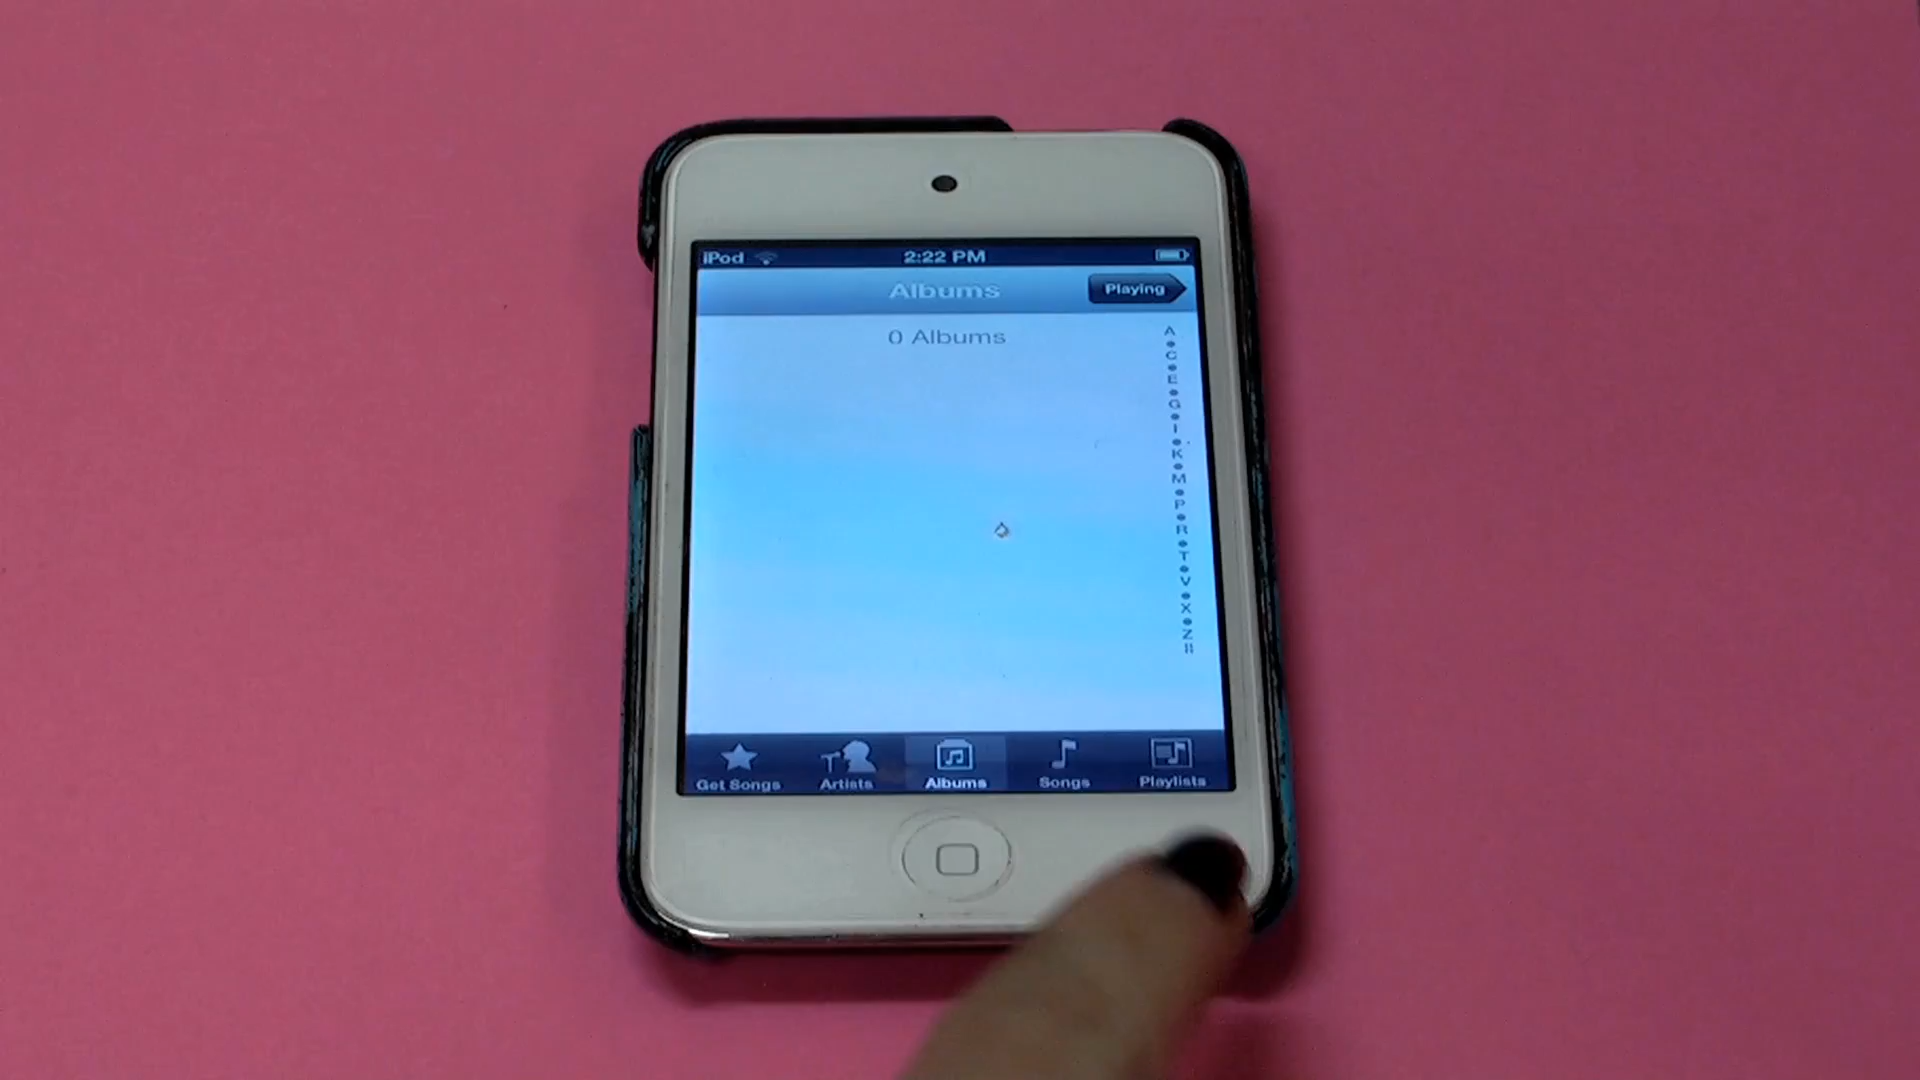 iPod 2:22 PM
Albums Playing
0 Albums
A
C
E
G
I
K
M
P
R
T
V
X
Z
Get Songs Artists Albums Songs Playlists